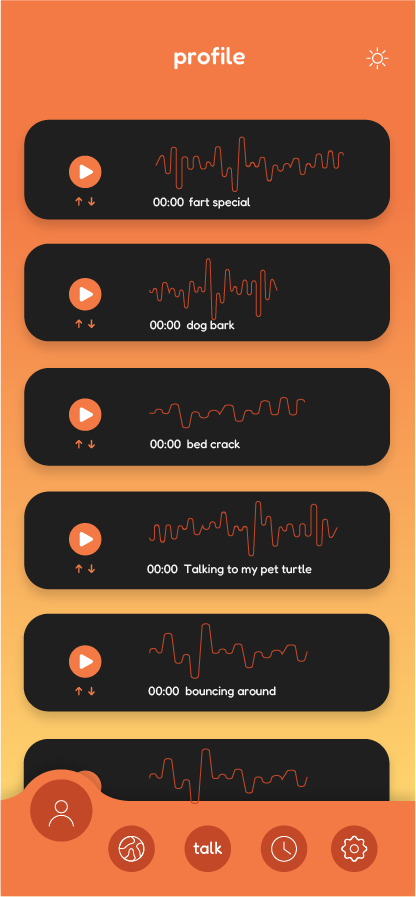 profile
00:00 fart special
00:00 dog bark
00:00 bed crack
00:00 Talking to my pet turtle
00:00 bouncing around
talk